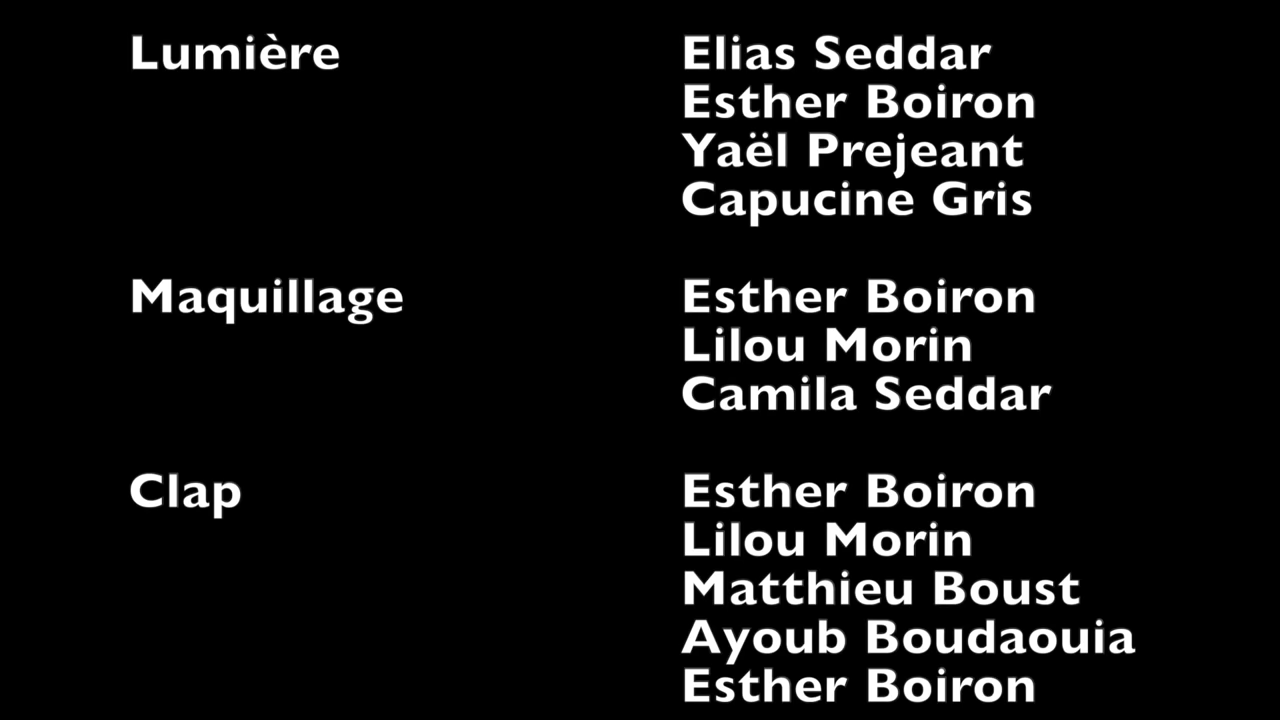 Lumière Elias Seddar
Esther Boiron
Yaël Prejeant
Capucine Gris
Maquillage Esther Boiron
Lilou Morin
Camila Seddar
Clap Esther Boiron
Lilou Morin
Matthieu Boust
Ayoub Boudaouia
Esther Boiron